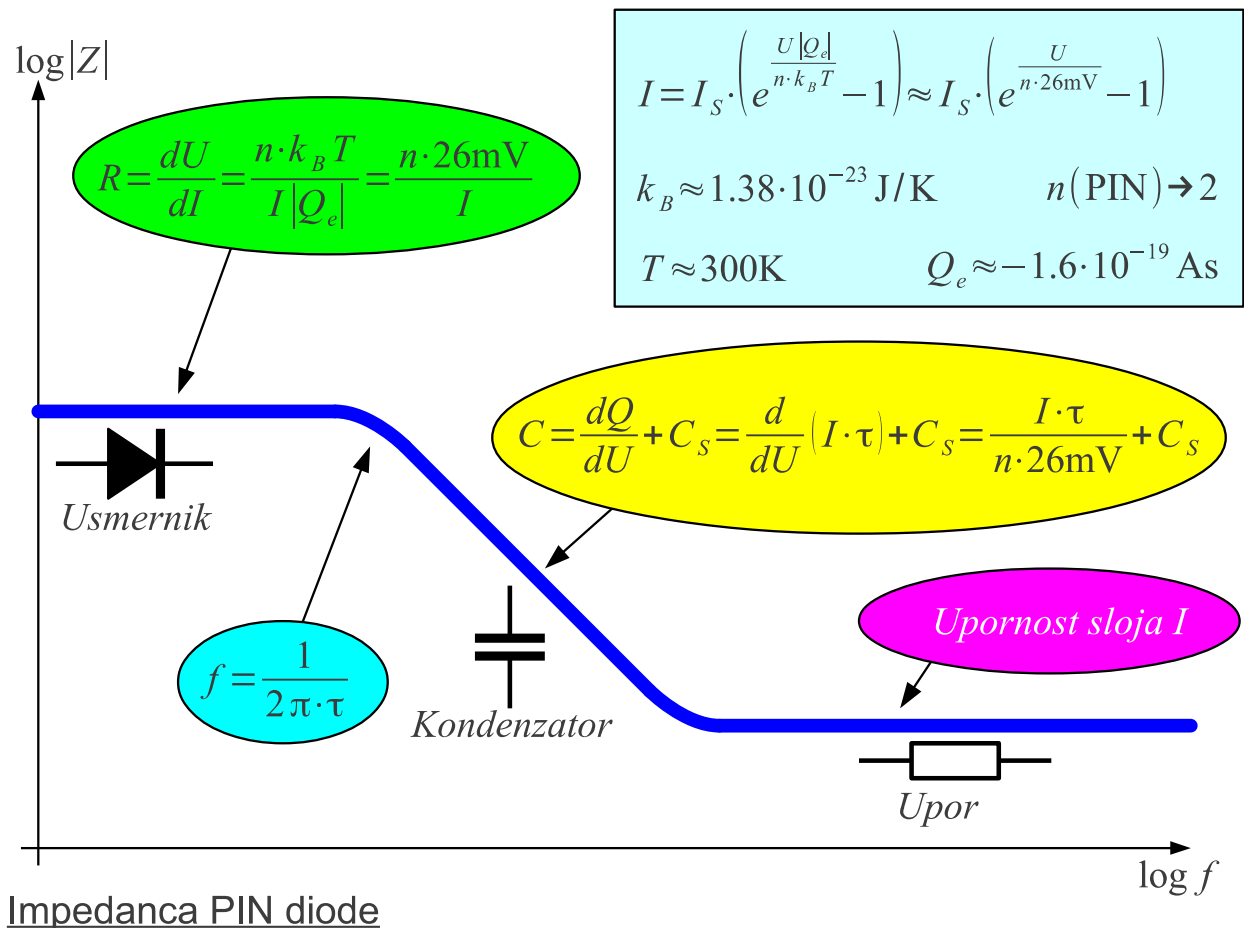 log|Z|
R = dU/dI = n·k_B T / I|Q_e| = n·26mV / I
I = I_S·(e^(U|Q_e| / n·k_B T) − 1) ≈ I_S·(e^(U / n·26mV) − 1)
k_B ≈ 1.38·10^−23 J/K n(PIN)→2
T ≈ 300K Q_e ≈ −1.6·10^−19 As
C = dQ/dU + C_S = d/dU (I·τ) + C_S = I·τ / n·26mV + C_S
Usmernik
f = 1 / 2π·τ
Kondenzator
Upornost sloja I
Upor
log f
Impedanca PIN diode